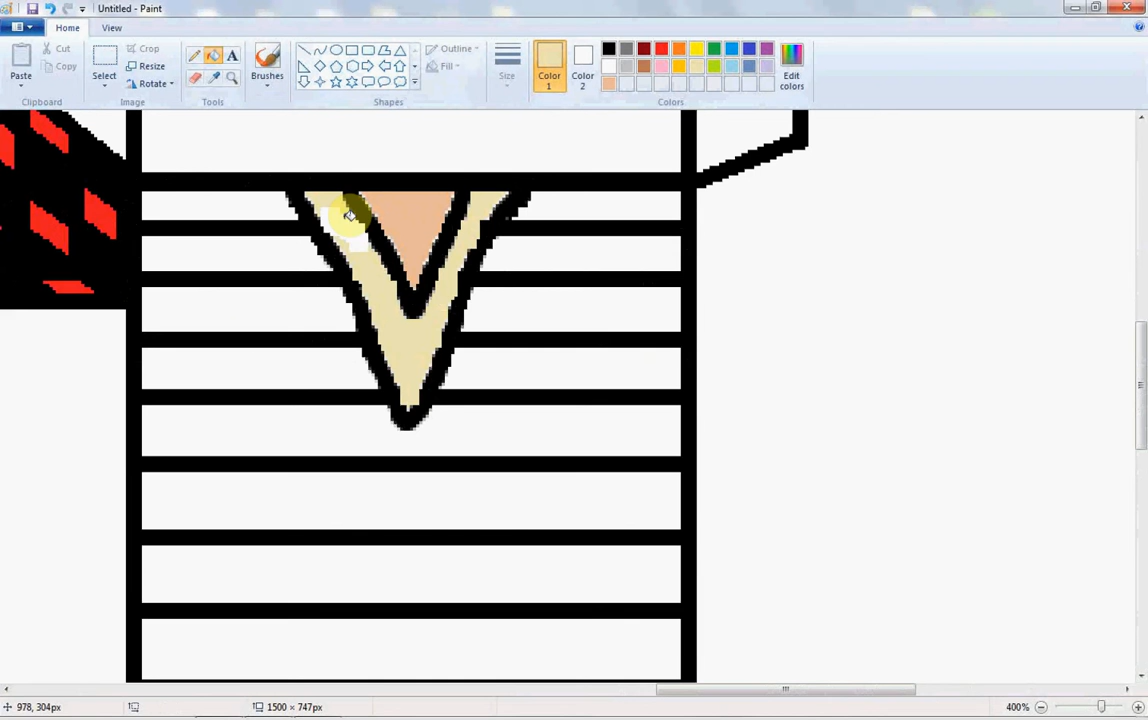 Untitled - Paint
Home View
Paste
Cut
Copy
Clipboard
Select
Crop
Resize
Rotate
Image
A
Tools
Brushes
Outline
Fill
Shapes
Size
Color 1
Color 2
Edit colors
Colors
978, 304px
1500 × 747px
400%